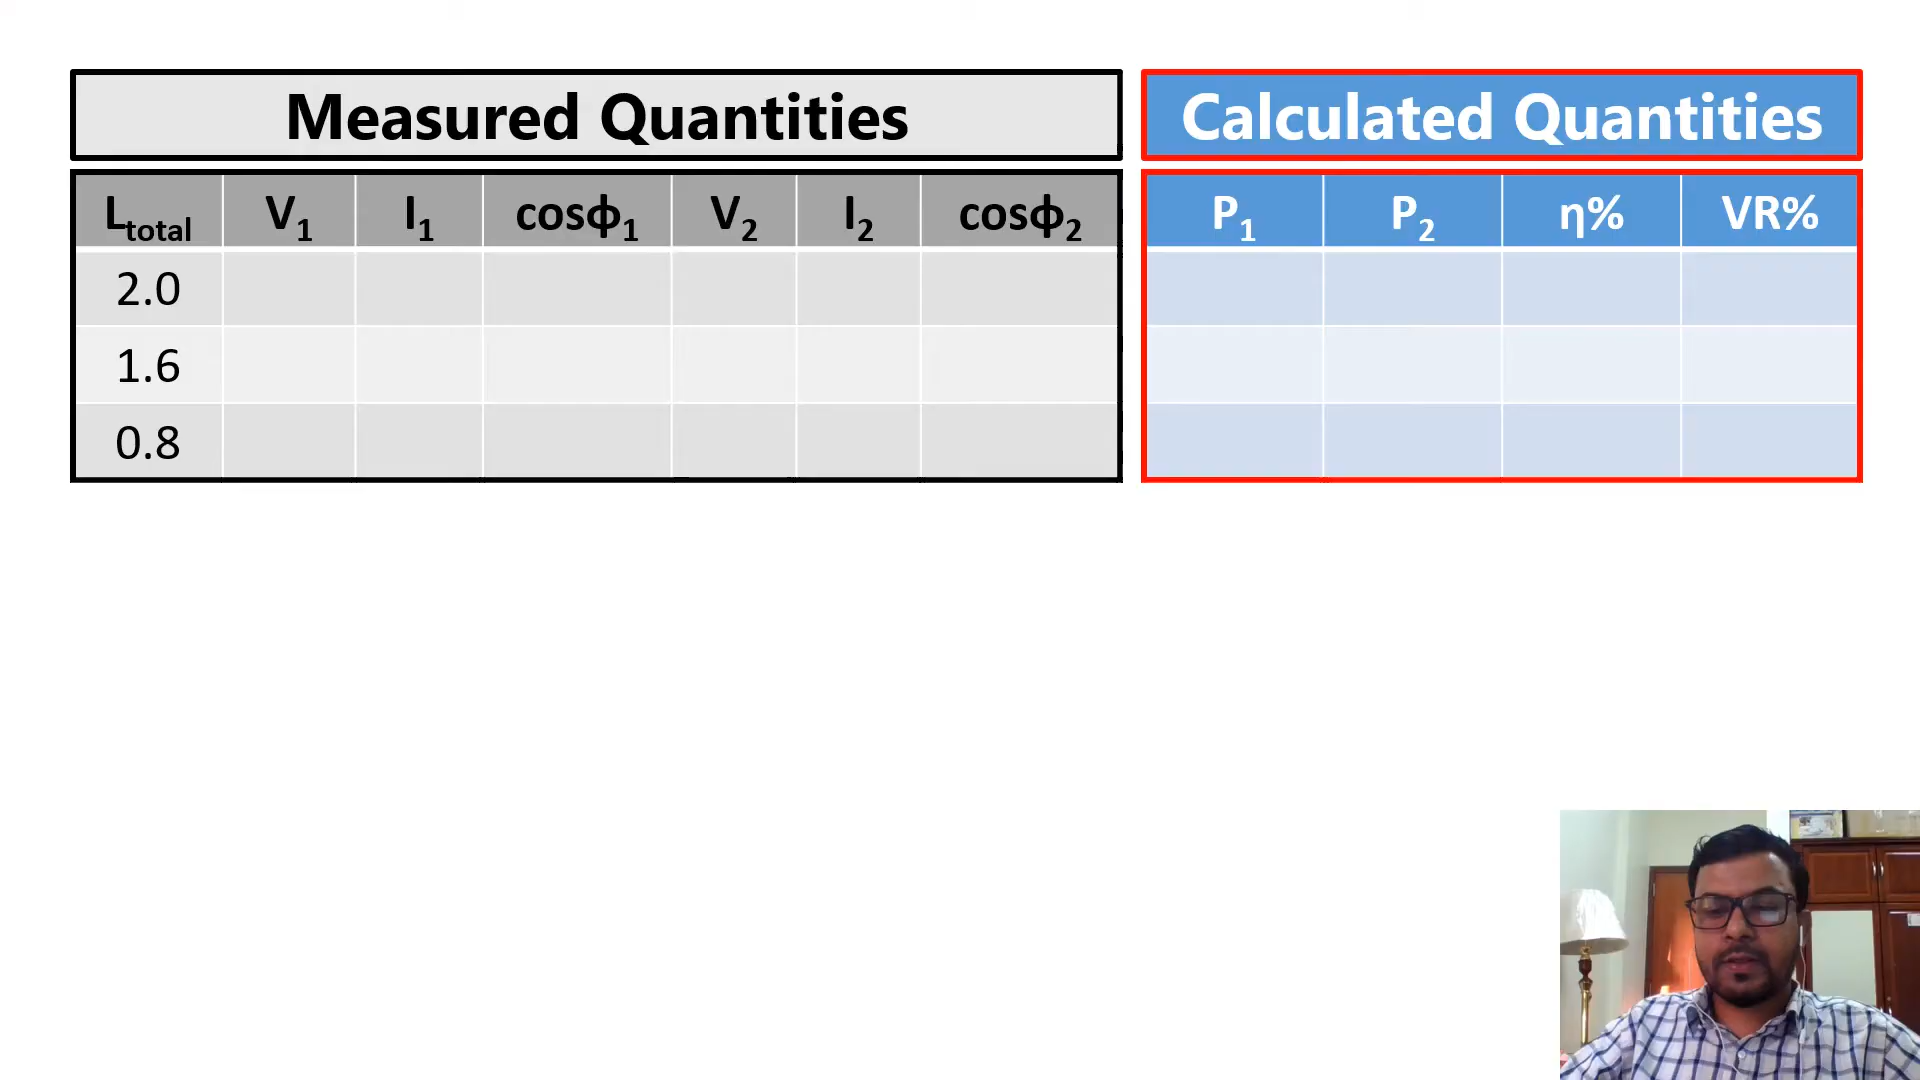 Measured Quantities
Calculated Quantities
L_total V₁ I₁ cosϕ₁ V₂ I₂ cosϕ₂
P₁ P₂ η% VR%
2.0
1.6
0.8